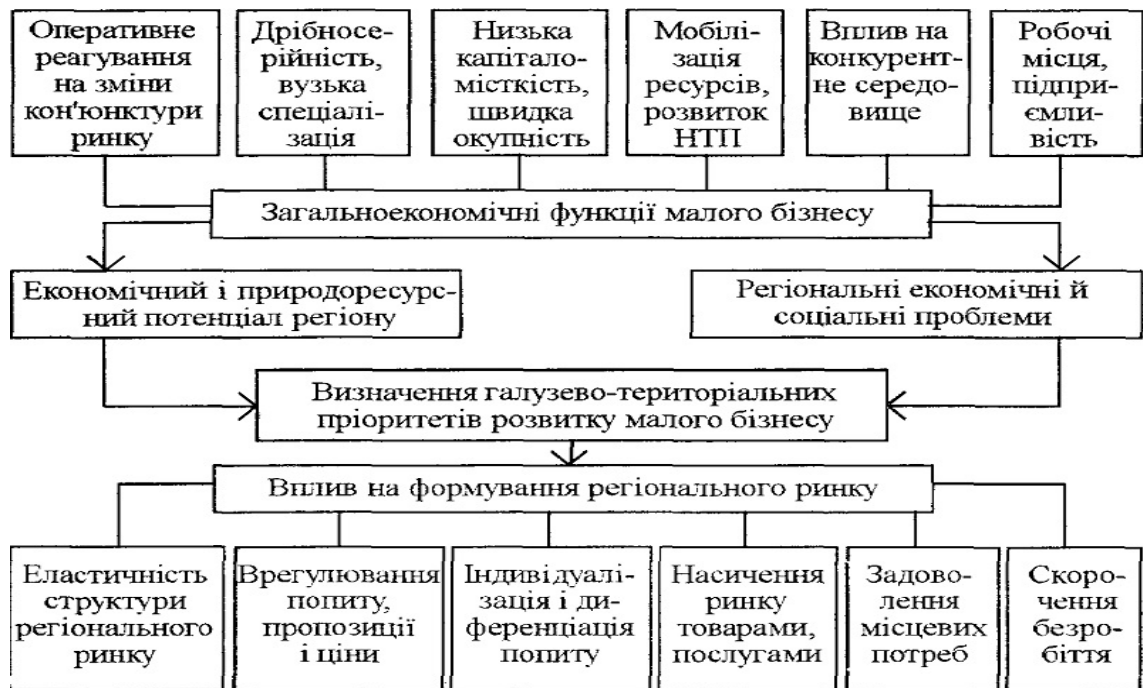 Оперативне
реагування
на зміни
кон'юнктури
ринку
Дрібносе-
рійність,
вузька
спеціалі-
зація
Низька
капітало-
місткість,
швидка
окупність
Мобілі-
зація
ресурсів,
розвиток
НТП
Вплив на
конкурент-
не середо-
вище
Робочі
місця,
підпри-
ємли-
вість
Загальноекономічні функції малого бізнесу
Економічний і природоресурс-
ний потенціал регіону
Регіональні економічні й
соціальні проблеми
Визначення галузево-територіальних
пріоритетів розвитку малого бізнесу
Вплив на формування регіонального ринку
Еластичність
структури
регіонального
ринку
Врегулювання
попиту,
пропозиції
і ціни
Індивідуалі-
зація і ди-
ференціація
попиту
Насичення
ринку
товарами,
послугами
Задово-
лення
місцевих
потреб
Скоро-
чення
безро-
біття